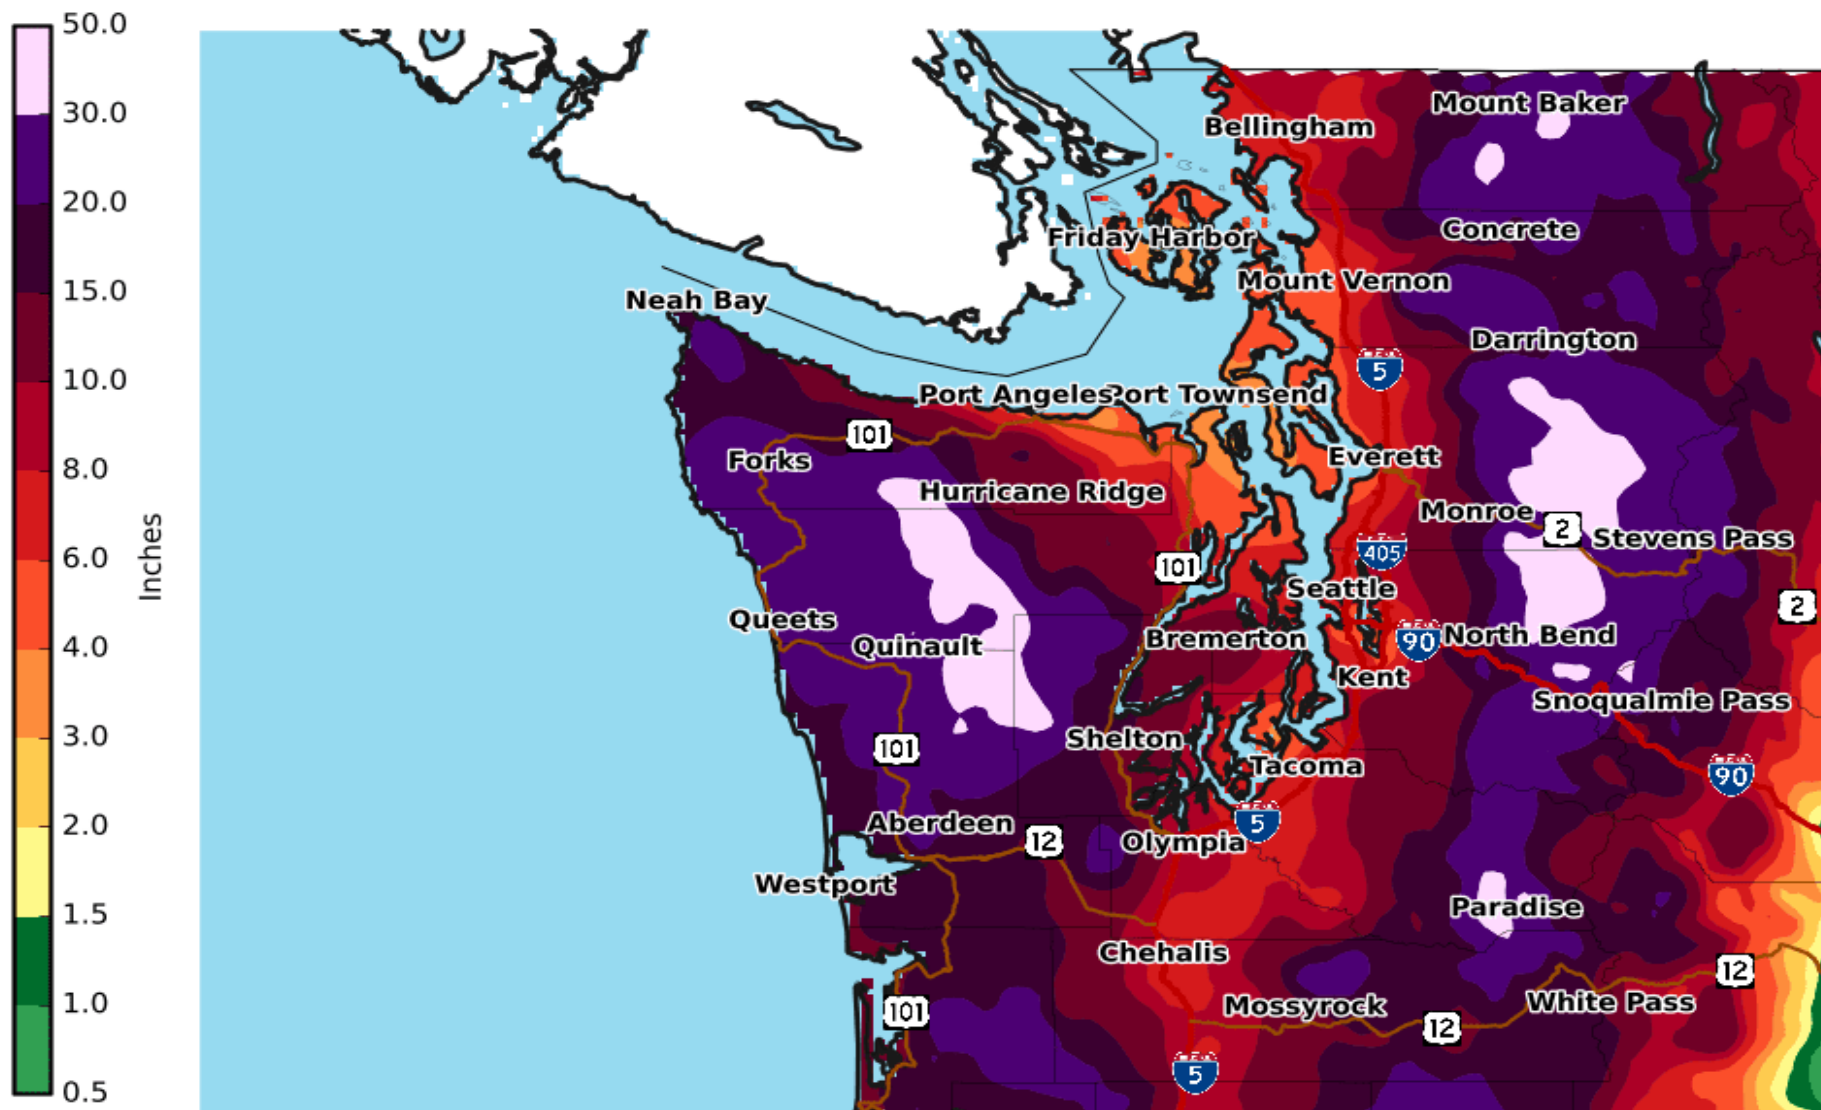 50.0
30.0
20.0
15.0
10.0
8.0
6.0
4.0
3.0
2.0
1.5
1.0
0.5
Inches
Mount Baker
Bellingham
Concrete
Friday Harbor
Mount Vernon
Neah Bay
Darrington
5
Port Angeles
Port Townsend
101
Forks
Everett
Hurricane Ridge
Monroe
2
Stevens Pass
405
101
Seattle
2
Queets
Quinault
Bremerton
90
North Bend
Kent
Snoqualmie Pass
101
Shelton
Tacoma
90
Aberdeen
12
Olympia
5
Westport
Paradise
Chehalis
12
101
Mossyrock
White Pass
12
5